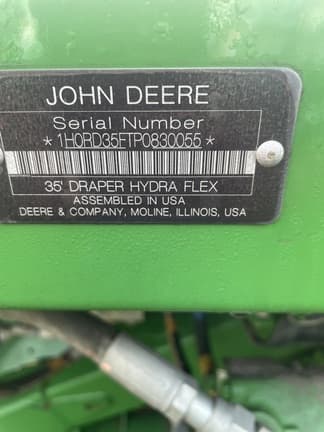 JOHN DEERE
Serial Number
*1H0RD35FTP0830055*
35' DRAPER HYDRA FLEX
ASSEMBLED IN USA
DEERE & COMPANY, MOLINE, ILLINOIS, USA